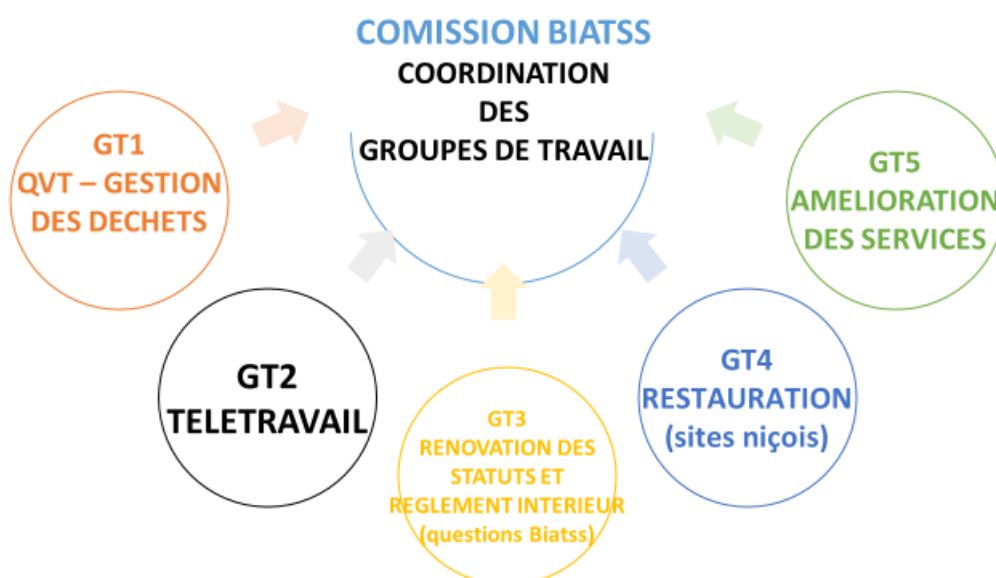 COMISSION BIATSS
COORDINATION
DES
GROUPES DE TRAVAIL
GT1
QVT – GESTION
DES DECHETS
GT2
TELETRAVAIL
GT3
RENOVATION DES
STATUTS ET
REGLEMENT INTERIEUR
(questions Biatss)
GT4
RESTAURATION
(sites niçois)
GT5
AMELIORATION
DES SERVICES